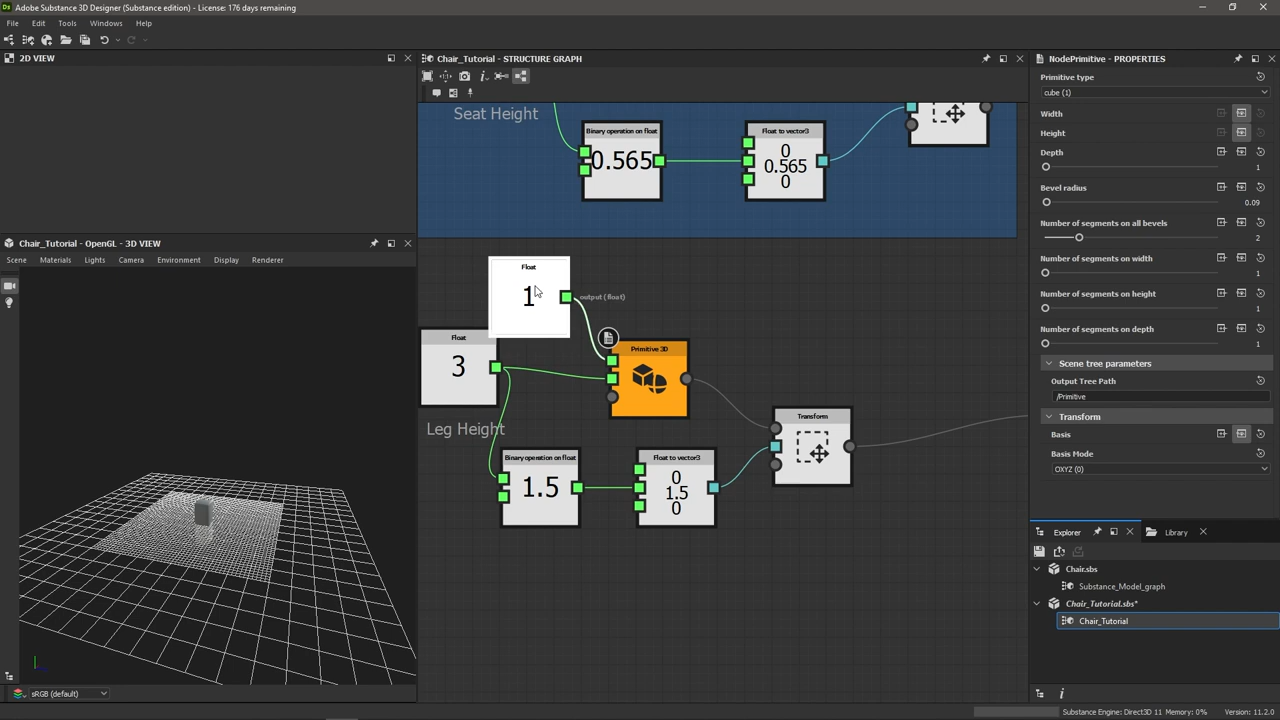 Adobe Substance 3D Designer (Substance edition) - License: 176 days remaining
File Edit Tools Windows Help
2D VIEW
Chair_Tutorial - OpenGL - 3D VIEW
Scene Materials Lights Camera Environment Display Renderer
sRGB (default)
Chair_Tutorial - STRUCTURE GRAPH
Seat Height
Binary operation on float
0.565
Float to vector3
0
0.565
0
Float
1
output (float)
Float
3
Primitive 3D
Leg Height
Transform
Binary operation on float
1.5
Float to vector3
0
1.5
0
NodePrimitive - PROPERTIES
Primitive type
cube (1)
Width
Height
Depth
1
Bevel radius
0.09
Number of segments on all bevels
2
Number of segments on width
1
Number of segments on height
1
Number of segments on depth
1
Scene tree parameters
Output Tree Path
/Primitive
Transform
Basis
Basis Mode
OXYZ (0)
Explorer Library
Chair.sbs
Substance_Model_graph
Chair_Tutorial.sbs*
Chair_Tutorial
Substance Engine: Direct3D 11 Memory: 0% Version: 11.2.0